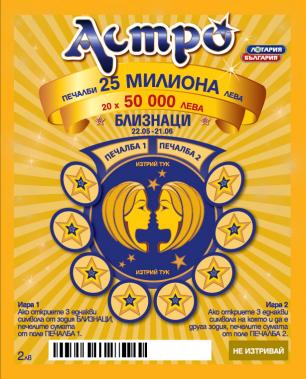 Астро
ЛОТАРИЯ
БЪЛГАРИЯ
ПЕЧАЛБИ 25 МИЛИОНА ЛЕВА
20 х 50 000 ЛЕВА
БЛИЗНАЦИ
22.05 - 21.06
ПЕЧАЛБА 1
ПЕЧАЛБА 2
ИЗТРИЙ ТУК
ИЗТРИЙ ТУК
Игра 1
Ако откриете 3 еднакви
символа от зодия БЛИЗНАЦИ,
печелите сумата
от поле ПЕЧАЛБА 1.
Игра 2
Ако откриете 3 еднакви
символа на която и да е
друга зодия, печелите сумата
от поле ПЕЧАЛБА 2.
2лв
НЕ ИЗТРИВАЙ